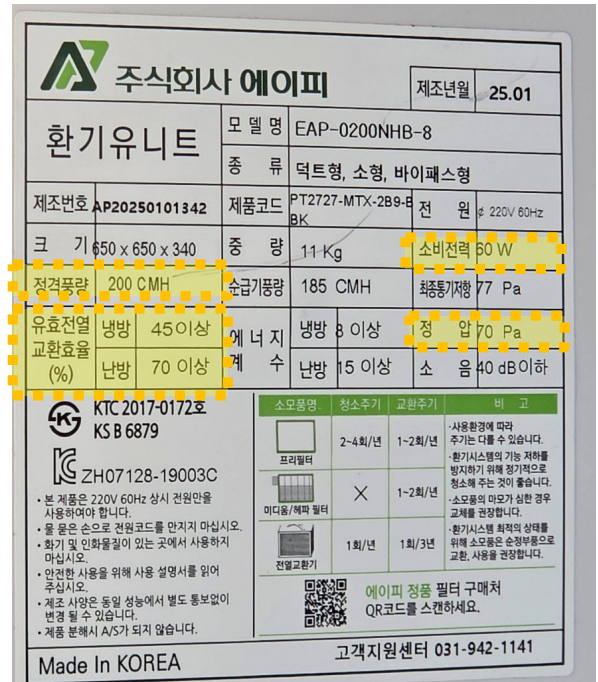 주식회사 에이피
제조년월 25.01
환기유니트
모 델 명 EAP-0200NHB-8
종 류 덕트형, 소형, 바이패스형
제조번호 AP20250101342
제품코드 PT2727-MTX-2B9-B
BK
전 원 ¢ 220V 60Hz
크 기 650 x 650 x 340
중 량 11 Kg
소비전력 60 W
정격풍량 200 CMH
순급기풍량 185 CMH
최종통기저항 77 Pa
유효전열
교환효율
(%)
냉방 45이상
난방 70 이상
에 너 지
계 수
냉방 8 이상
난방 15 이상
정 압 70 Pa
소 음 40 dB이하
KTC 2017-0172호
KS B 6879
ZH07128-19003C
• 본 제품은 220V 60Hz 상시 전원만을
사용하여야 합니다.
• 물 묻은 손으로 전원코드를 만지지 마십시오.
• 화기 및 인화물질이 있는 곳에서 사용하지
마십시오.
• 안전한 사용을 위해 사용 설명서를 읽어
주십시오.
• 제조 사양은 동일 성능에서 별도 통보없이
변경 될 수 있습니다.
• 제품 분해시 A/S가 되지 않습니다.
소모품명 청소주기 교환주기 비 고
프리필터 2~4회/년 1~2회/년
미디움/헤파 필터 X 1~2회/년
전열교환기 1회/년 1회/3년
·사용환경에 따라
주기는 다를 수 있습니다.
·환기시스템의 기능 저하를
방지하기 위해 정기적으로
청소해 주는 것이 좋습니다.
·소모품의 마모가 심한 경우
교체를 권장합니다.
·환기시스템 최적의 상태를
위해 소모품은 순정부품으로
교환, 사용을 권장합니다.
에이피 정품 필터 구매처
QR코드를 스캔하세요.
Made In KOREA
고객지원센터 031-942-1141